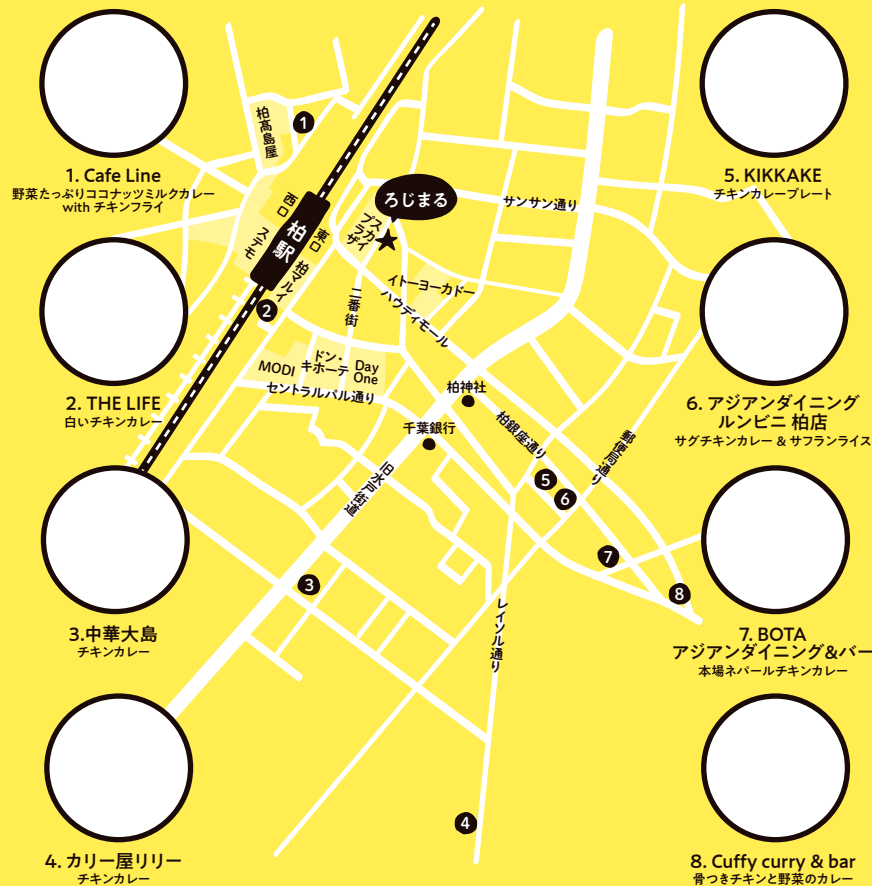 1. Cafe Line
野菜たっぷりココナッツミルクカレー
with チキンフライ
2. THE LIFE
白いチキンカレー
3.中華大島
チキンカレー
4. カリー屋リリー
チキンカレー
柏髙島屋
1
西口
ステモ
柏駅
東口
柏マルイ
2
ろじまる
スカイ
プラザ
サンサン通り
イトーヨーカドー
ハウディモール
二番街
MODI
ドン・
キホーテ
Day
One
セントラルパル通り
柏神社
千葉銀行
柏銀座通り
郵便局通り
旧水戸街道
5
6
7
8
3
レイソル通り
4
5. KIKKAKE
チキンカレープレート
6. アジアンダイニング
ルンビニ 柏店
サグチキンカレー & サフランライス
7. BOTA
アジアンダイニング&バー
本場ネパールチキンカレー
8. Cuffy curry & bar
骨つきチキンと野菜のカレー